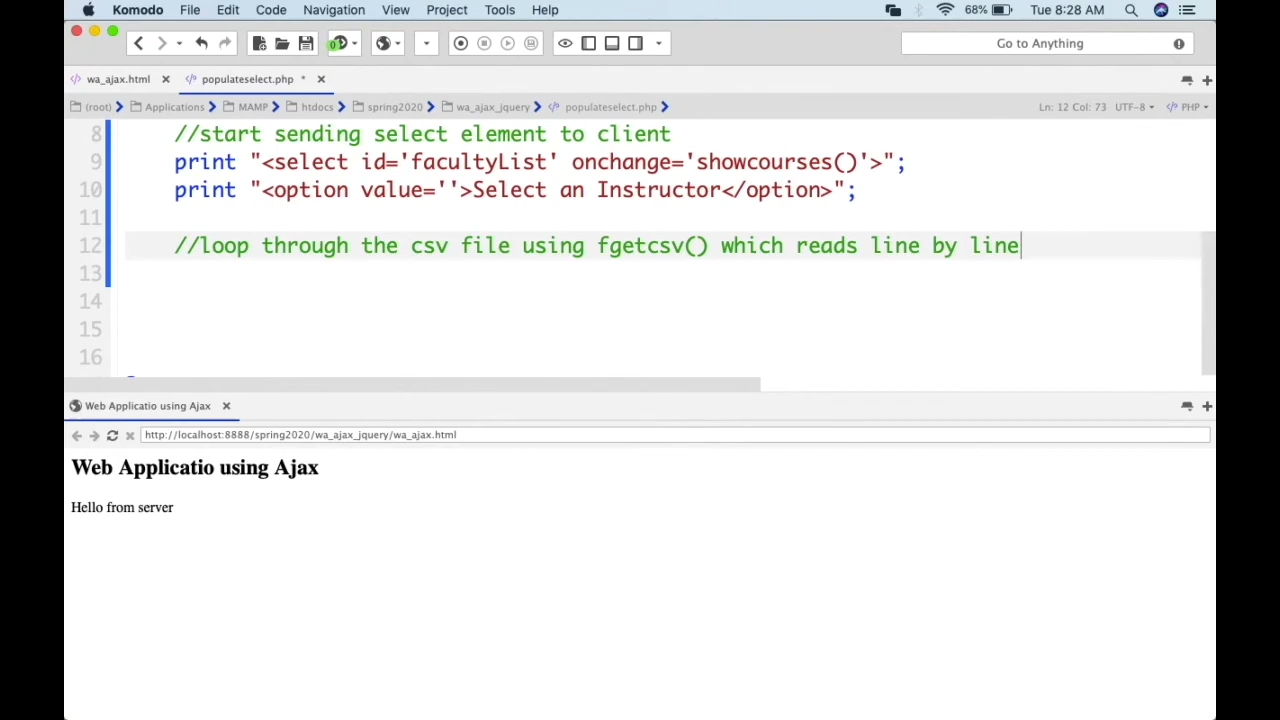 Komodo File Edit Code Navigation View Project Tools Help 68% Tue 8:28 AM
Go to Anything
wa_ajax.html populateselect.php *
(root) Applications MAMP htdocs spring2020 wa_ajax_jquery populateselect.php Ln: 12 Col: 73 UTF-8 PHP
8 //start sending select element to client
9 print "<select id='facultyList' onchange='showcourses()'>";
10 print "<option value=''>Select an Instructor</option>";
11
12 //loop through the csv file using fgetcsv() which reads line by line
13
14
15
16
Web Applicatio using Ajax
http://localhost:8888/spring2020/wa_ajax_jquery/wa_ajax.html
Web Applicatio using Ajax
Hello from server